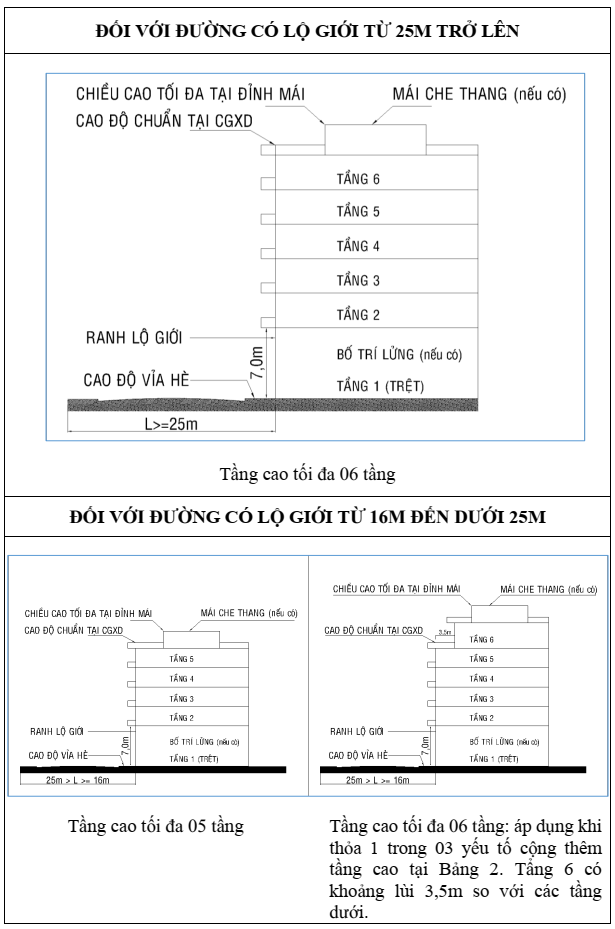 ĐỐI VỚI ĐƯỜNG CÓ LỘ GIỚI TỪ 25M TRỞ LÊN
CHIỀU CAO TỐI ĐA TẠI ĐỈNH MÁI
MÁI CHE THANG (nếu có)
CAO ĐỘ CHUẨN TẠI CGXD
TẦNG 6
TẦNG 5
TẦNG 4
TẦNG 3
TẦNG 2
RANH LỘ GIỚI
7,0m
BỐ TRÍ LỬNG (nếu có)
CAO ĐỘ VỈA HÈ
TẦNG 1 (TRỆT)
L>=25m
Tầng cao tối đa 06 tầng
ĐỐI VỚI ĐƯỜNG CÓ LỘ GIỚI TỪ 16M ĐẾN DƯỚI 25M
CHIỀU CAO TỐI ĐA TẠI ĐỈNH MÁI
MÁI CHE THANG (nếu có)
CAO ĐỘ CHUẨN TẠI CGXD
TẦNG 5
TẦNG 4
TẦNG 3
TẦNG 2
RANH LỘ GIỚI
7,0m
BỐ TRÍ LỬNG (nếu có)
CAO ĐỘ VỈA HÈ
TẦNG 1 (TRỆT)
25m > L >= 16m
Tầng cao tối đa 05 tầng
CHIỀU CAO TỐI ĐA TẠI ĐỈNH MÁI
MÁI CHE THANG (nếu có)
CAO ĐỘ CHUẨN TẠI CGXD
3,5m
TẦNG 6
TẦNG 5
TẦNG 4
TẦNG 3
TẦNG 2
RANH LỘ GIỚI
7,0m
BỐ TRÍ LỬNG (nếu có)
CAO ĐỘ VỈA HÈ
TẦNG 1 (TRỆT)
25m > L >= 16m
Tầng cao tối đa 06 tầng: áp dụng khi
thỏa 1 trong 03 yếu tố cộng thêm
tầng cao tại Bảng 2. Tầng 6 có
khoảng lùi 3,5m so với các tầng
dưới.